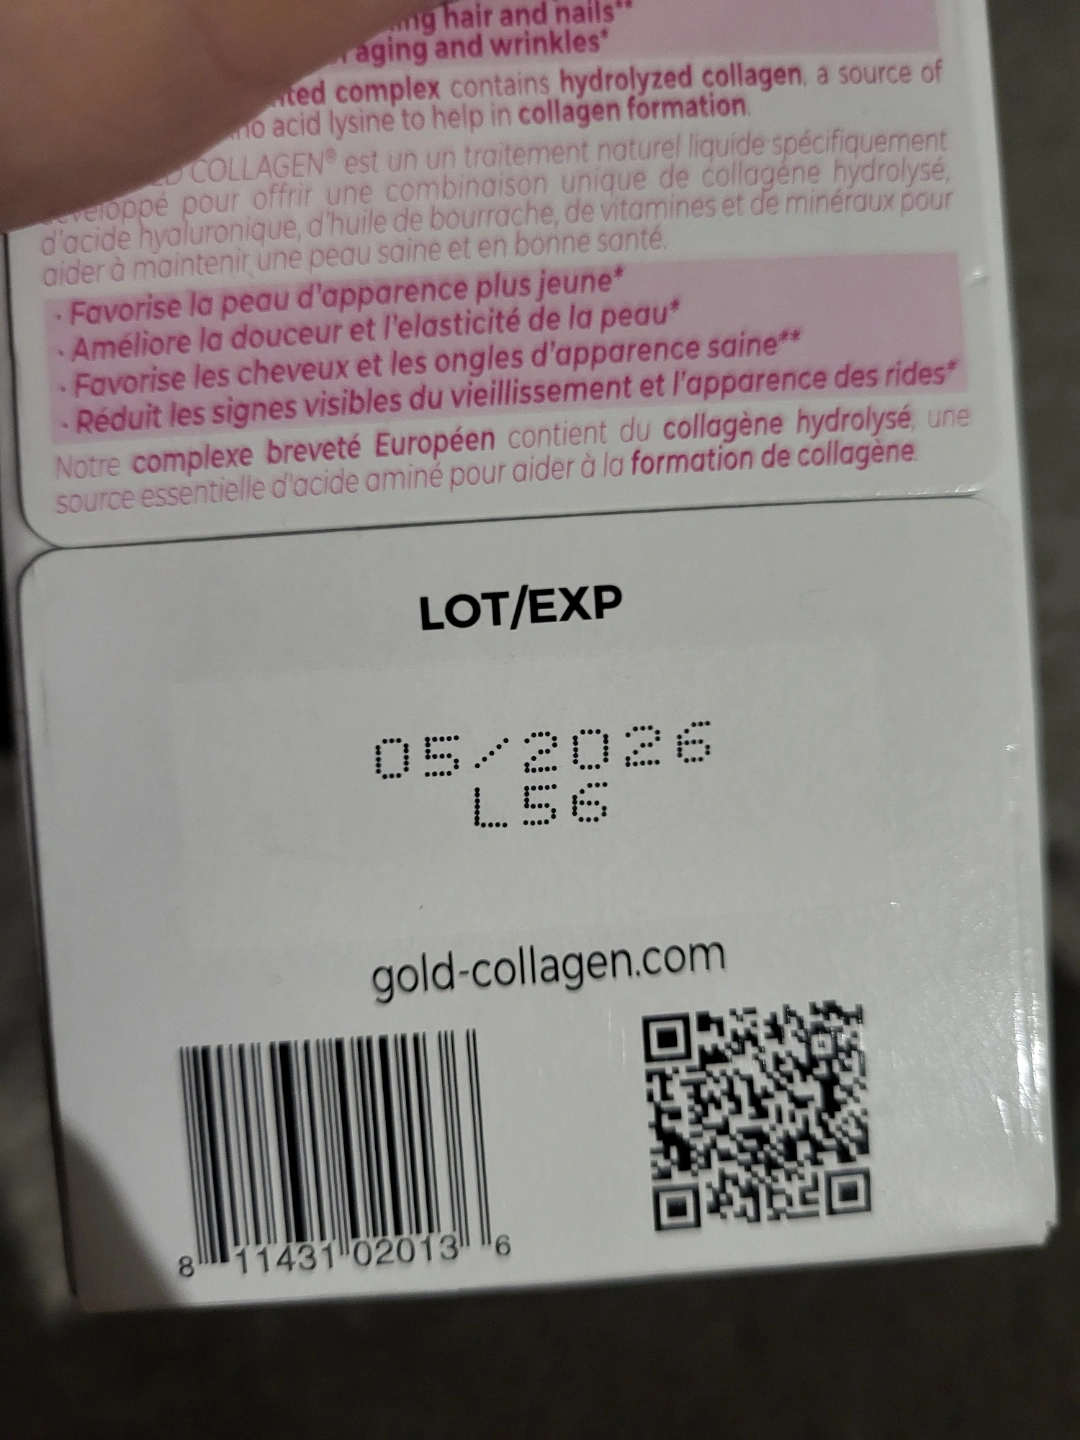 hair and nails**
aging and wrinkles*
complex contains hydrolyzed collagen, a source of
acid lysine to help in collagen formation.
COLLAGEN® est un un traitement naturel liquide spécifiquement
développé pour offrir une combinaison unique de collagène hydrolysé,
d'acide hyaluronique, d'huile de bourrache, de vitamines et de minéraux pour
aider à maintenir une peau saine et en bonne santé.
· Favorise la peau d'apparence plus jeune*
· Améliore la douceur et l'elasticité de la peau*
· Favorise les cheveux et les ongles d'apparence saine**
· Réduit les signes visibles du vieillissement et l'apparence des rides*
Notre complexe breveté Européen contient du collagène hydrolysé, une
source essentielle d'acide aminé pour aider à la formation de collagène.
LOT/EXP
05/2026
L56
gold-collagen.com
8 11431 02013 6